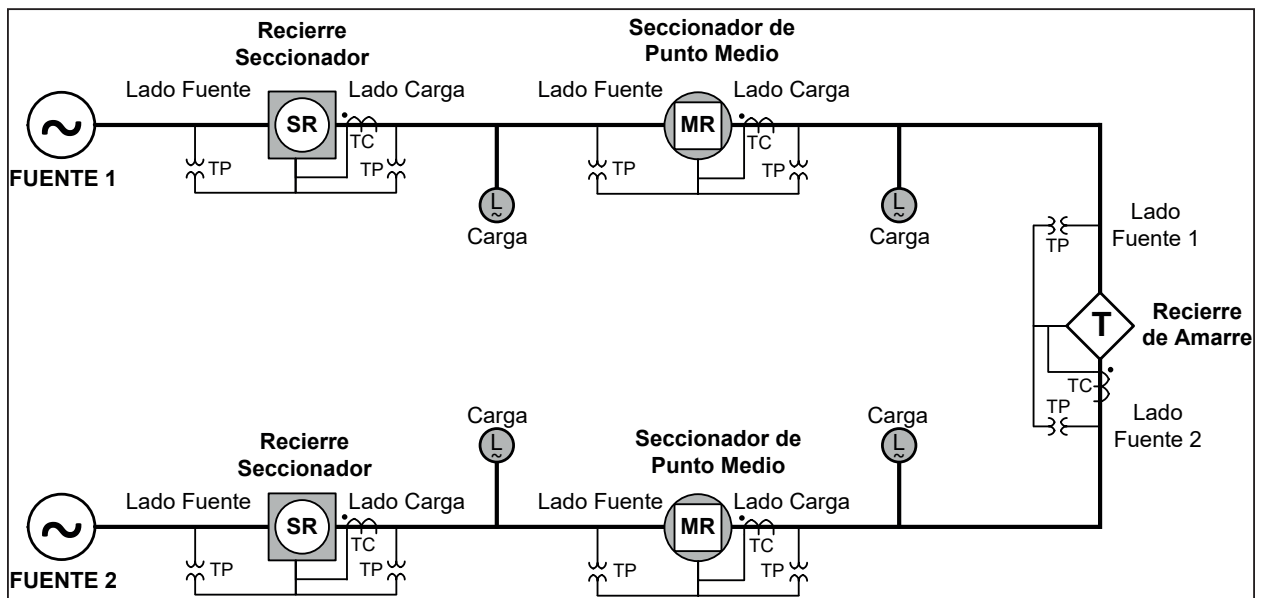 Recierre
Seccionador
Seccionador de
Punto Medio
Lado Fuente
Lado Carga
Lado Fuente
Lado Carga
SR
MR
TC
TC
TP
TP
TP
TP
FUENTE 1
L
~
Carga
L
~
Carga
Lado
Fuente 1
TP
T
Recierre
de Amarre
TC
TP
Lado
Fuente 2
Carga
L
~
Carga
L
~
Recierre
Seccionador
Seccionador de
Punto Medio
Lado Fuente
Lado Carga
Lado Fuente
Lado Carga
SR
MR
TC
TC
TP
TP
TP
TP
FUENTE 2